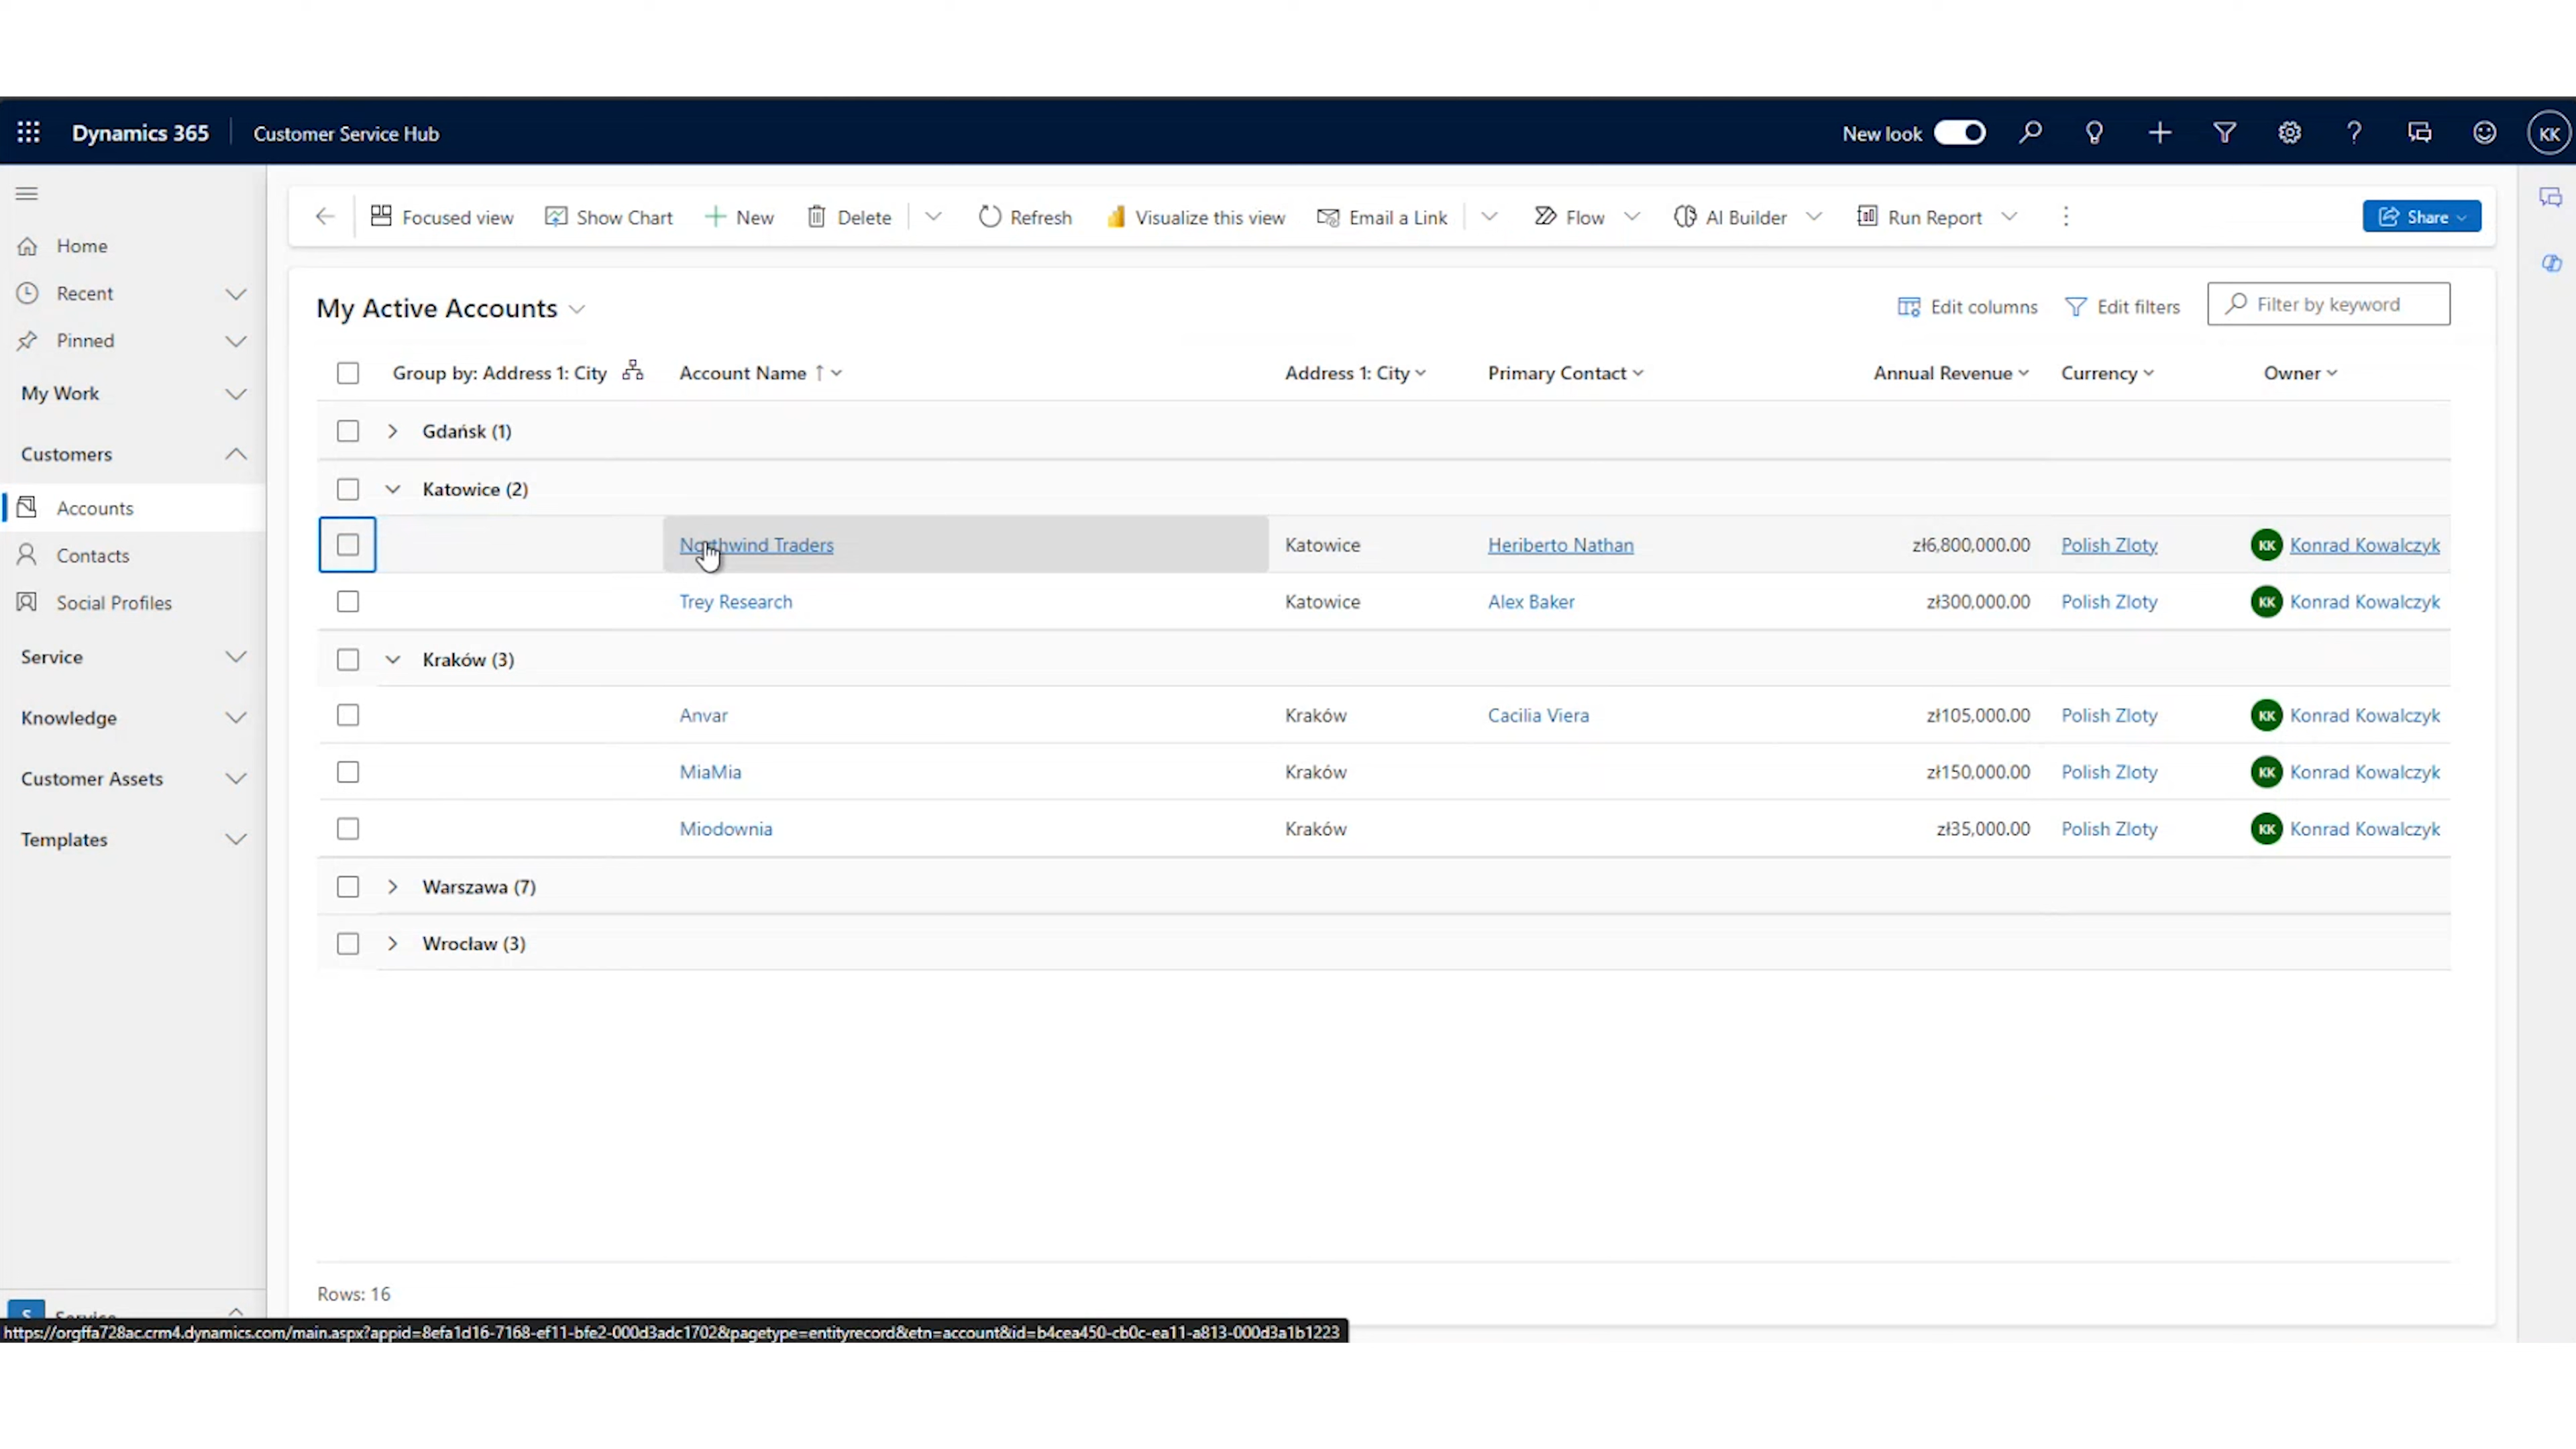 Dynamics 365 Customer Service Hub New look KK
Focused view Show Chart New Delete Refresh Visualize this view Email a Link Flow AI Builder Run Report Share
Home
Recent
Pinned
My Work
Customers
Accounts
Contacts
Social Profiles
Service
Knowledge
Customer Assets
Templates
S Service
My Active Accounts Edit columns Edit filters Filter by keyword
Group by: Address 1: City Account Name Address 1: City Primary Contact Annual Revenue Currency Owner
Gdańsk (1)
Katowice (2)
Northwind Traders Katowice Heriberto Nathan zł6,800,000.00 Polish Zloty KK Konrad Kowalczyk
Trey Research Katowice Alex Baker zł300,000.00 Polish Zloty KK Konrad Kowalczyk
Kraków (3)
Anvar Kraków Cacilia Viera zł105,000.00 Polish Zloty KK Konrad Kowalczyk
MiaMia Kraków zł150,000.00 Polish Zloty KK Konrad Kowalczyk
Miodownia Kraków zł35,000.00 Polish Zloty KK Konrad Kowalczyk
Warszawa (7)
Wrocław (3)
Rows: 16
https://orgffa728ac.crm4.dynamics.com/main.aspx?appid=8efa1d16-7168-ef11-bfe2-000d3adc1702&pagetype=entityrecord&etn=account&id=b4cea450-cb0c-ea11-a813-000d3a1b1223